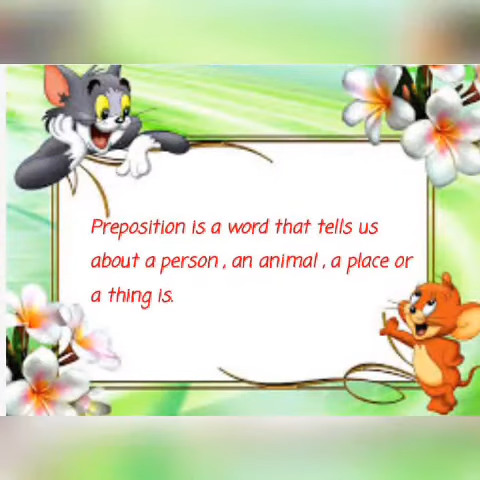 Preposition is a word that tells us
about a person , an animal , a place or
a thing is.